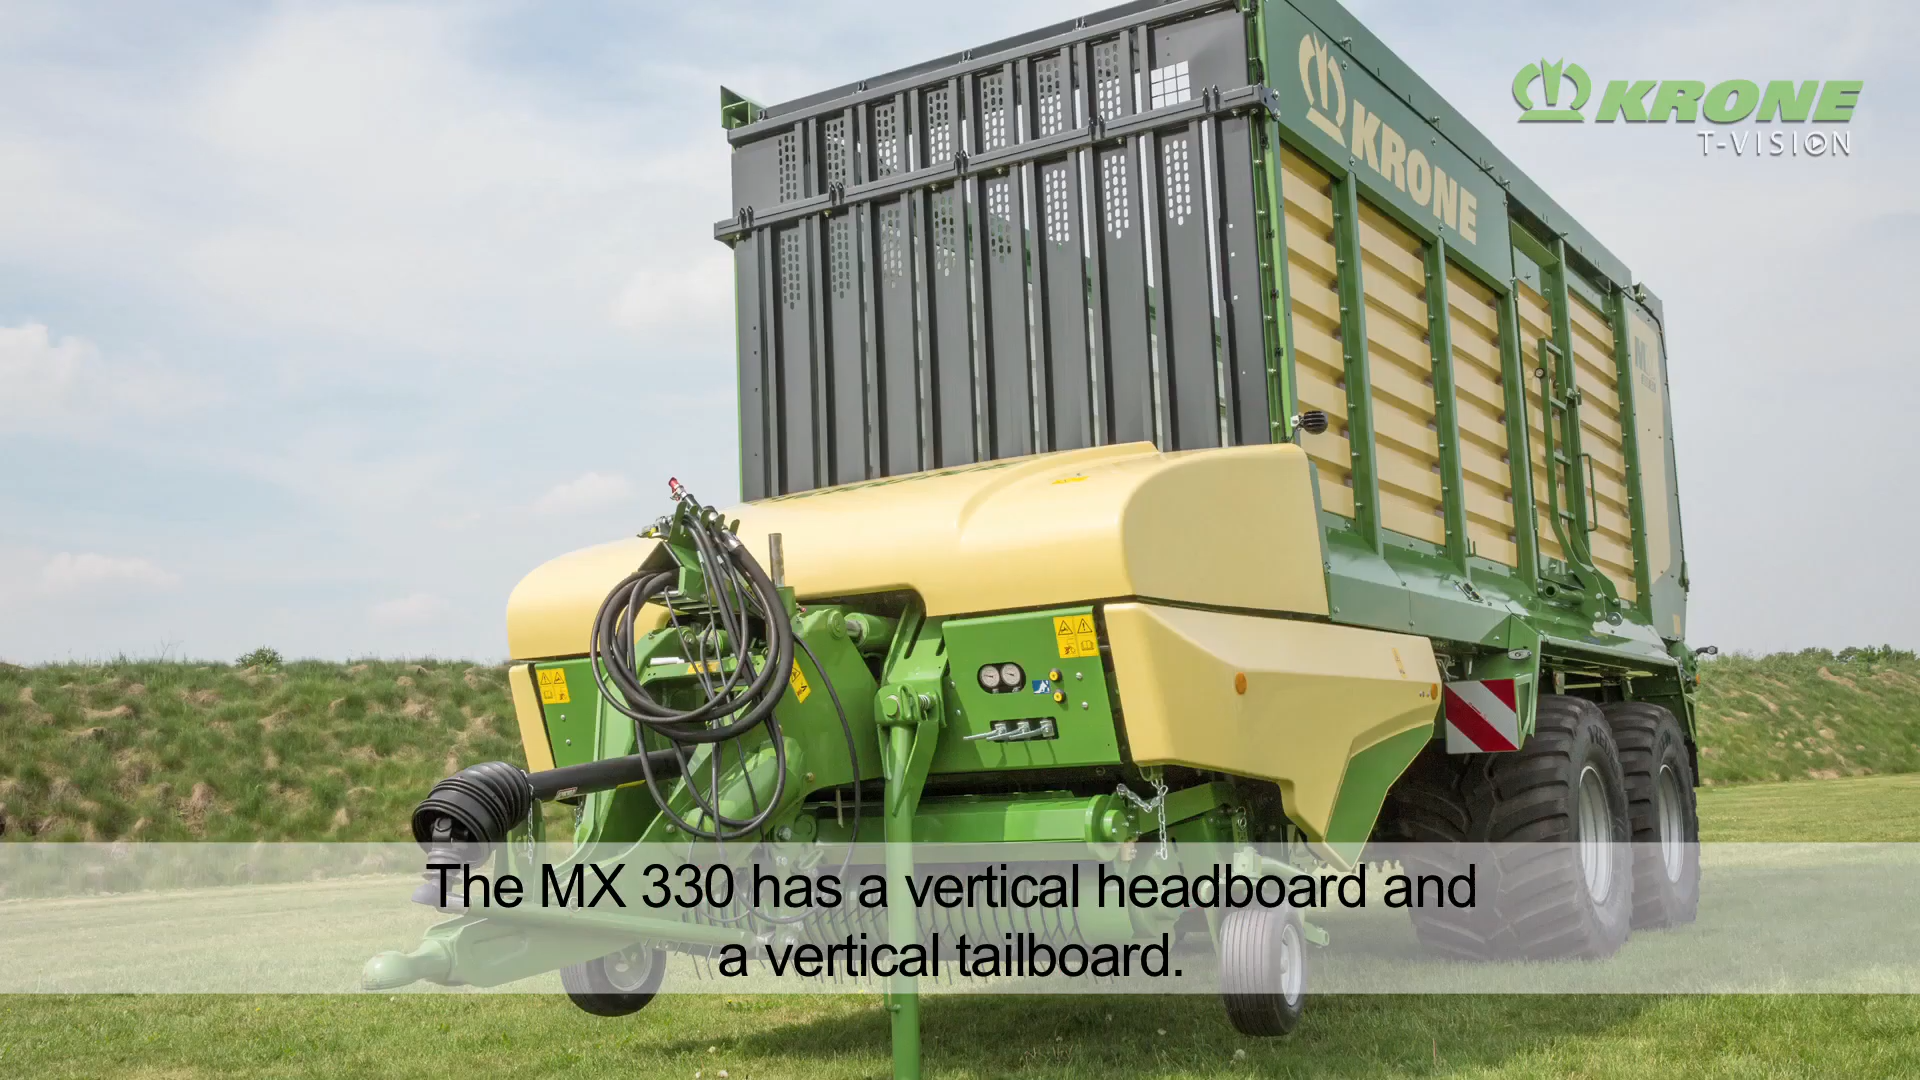 KRONE
T-VISION
KRONE
The MX 330 has a vertical headboard and
a vertical tailboard.